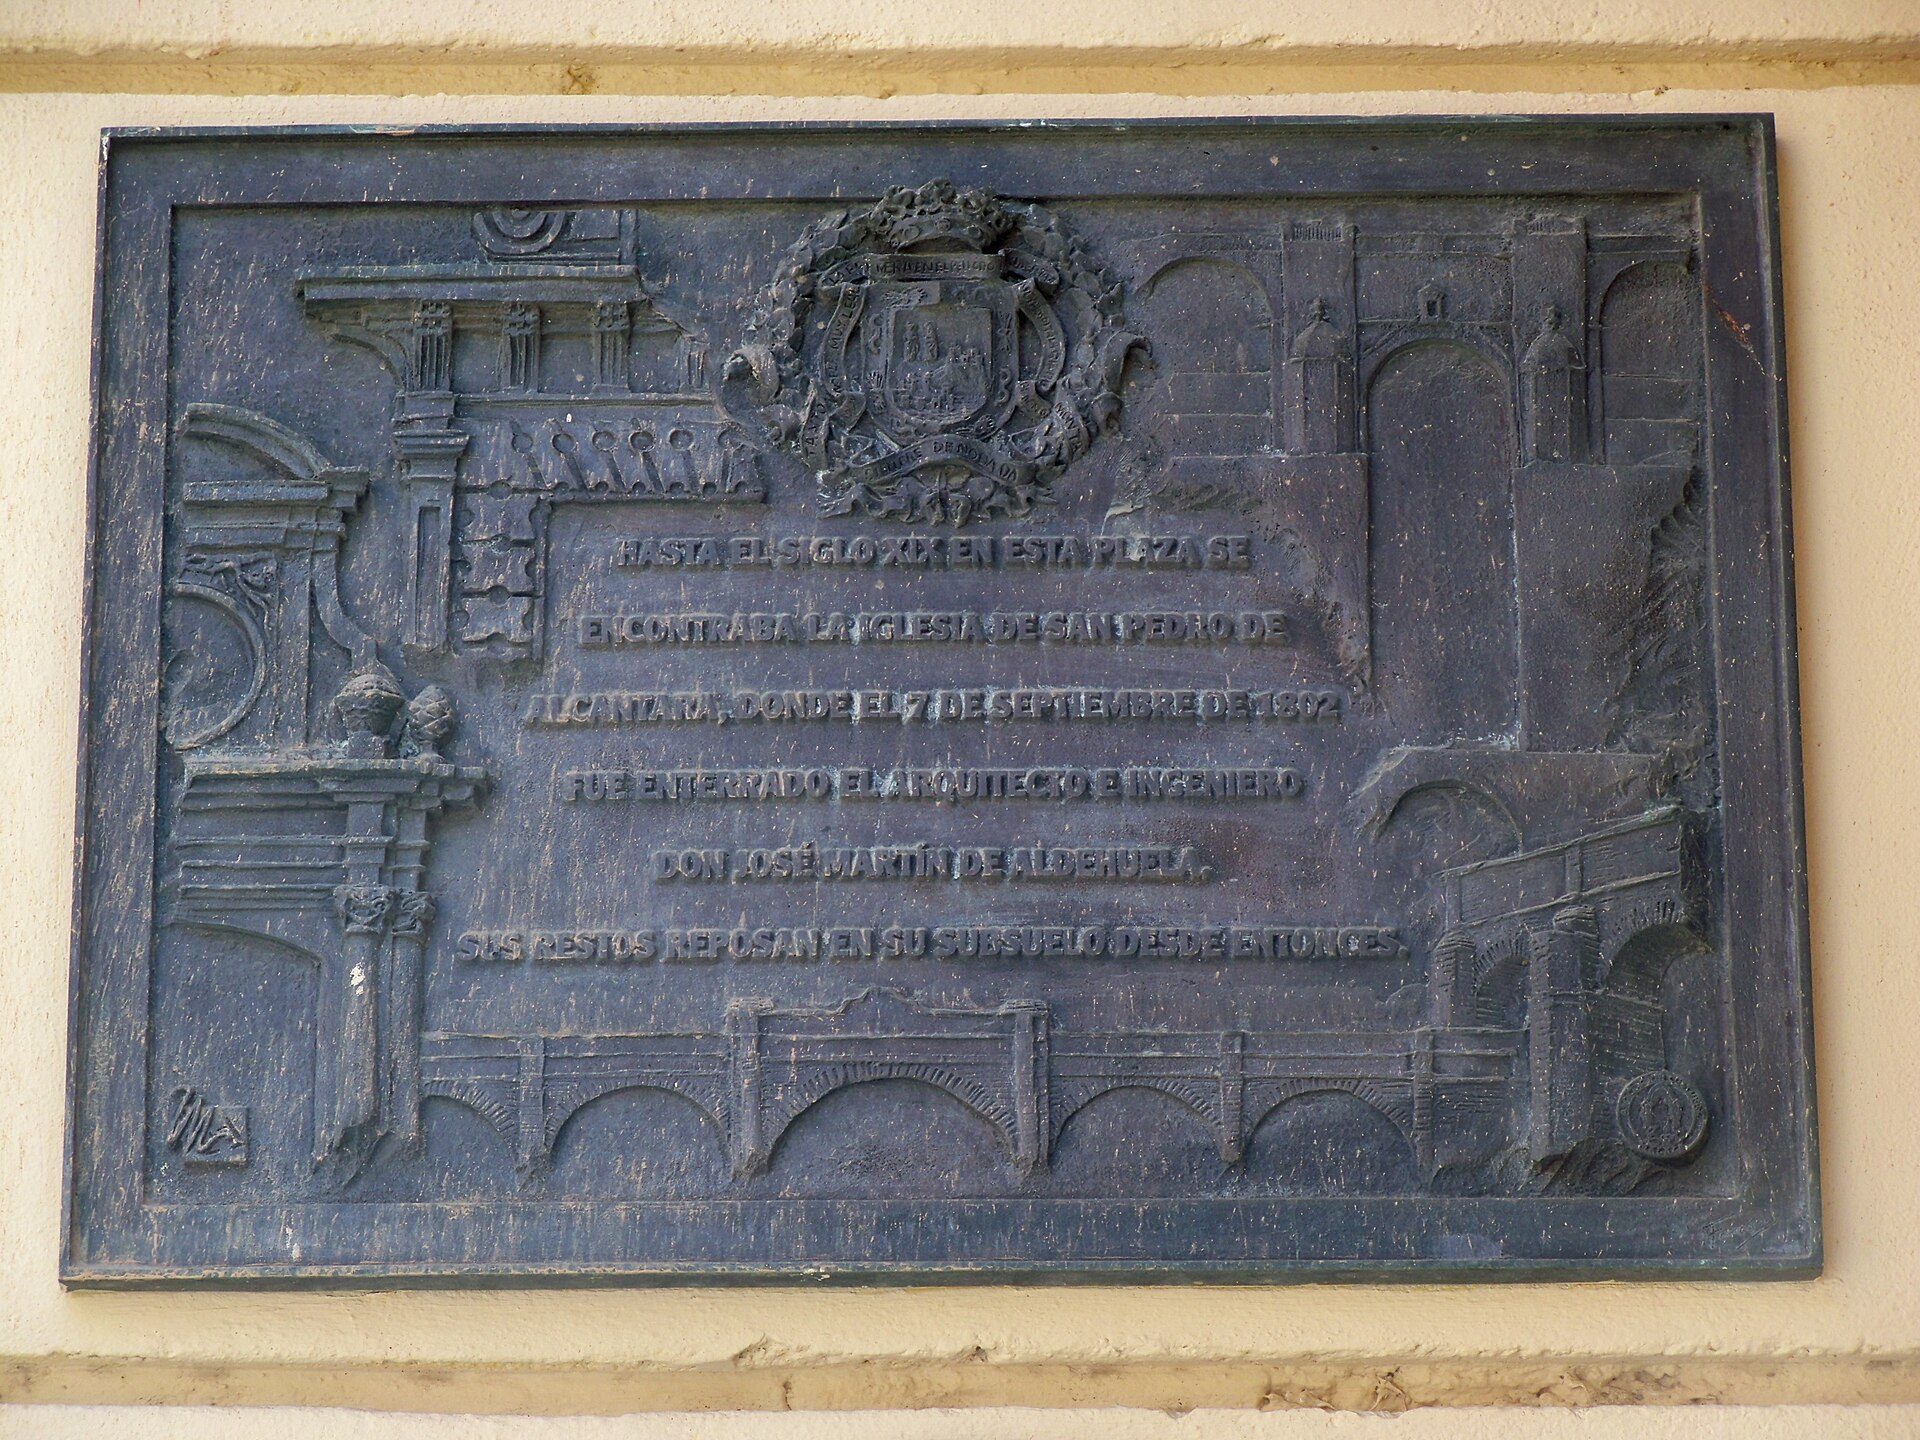 HASTA EL SIGLO XIX EN ESTA PLAZA SE
ENCONTRABA LA IGLESIA DE SAN PEDRO DE
ALCANTARA, DONDE EL 7 DE SEPTIEMBRE DE 1802
FUE ENTERRADO EL ARQUITECTO E INGENIERO
DON JOSÉ MARTÍN DE ALDEHUELA.
SUS RESTOS REPOSAN EN SU SUBSUELO DESDE ENTONCES.